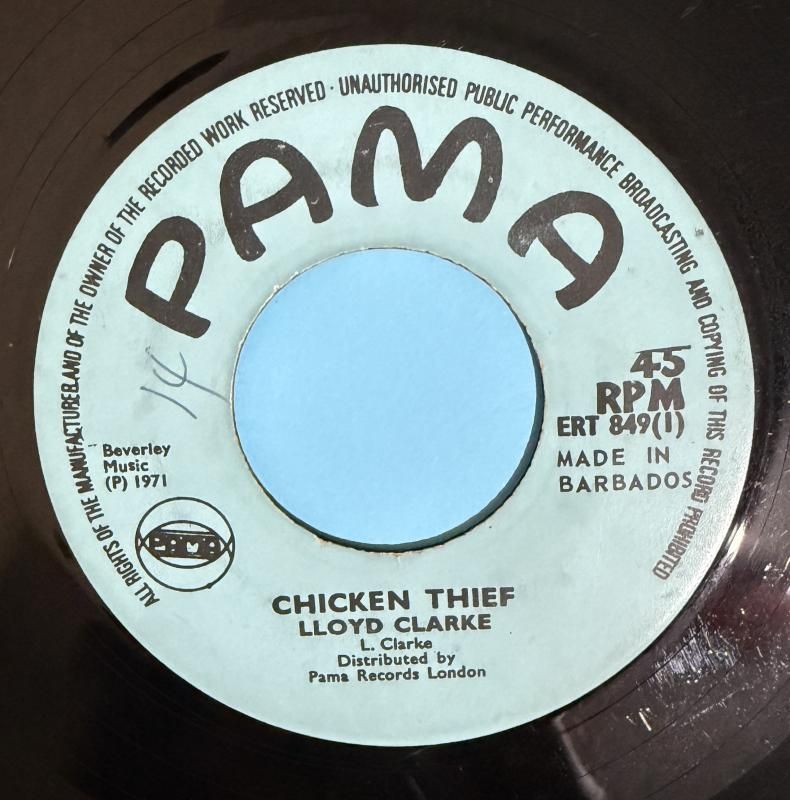 ALL RIGHTS OF THE MANUFACTURER AND OF THE OWNER OF THE RECORDED WORK RESERVED · UNAUTHORISED PUBLIC PERFORMANCE BROADCASTING AND COPYING OF THIS RECORD PROHIBITED
PAMA
14
45
RPM
ERT 849(1)
MADE IN
BARBADOS
Beverley
Music
(P) 1971
PAMA
CHICKEN THIEF
LLOYD CLARKE
L. Clarke
Distributed by
Pama Records London